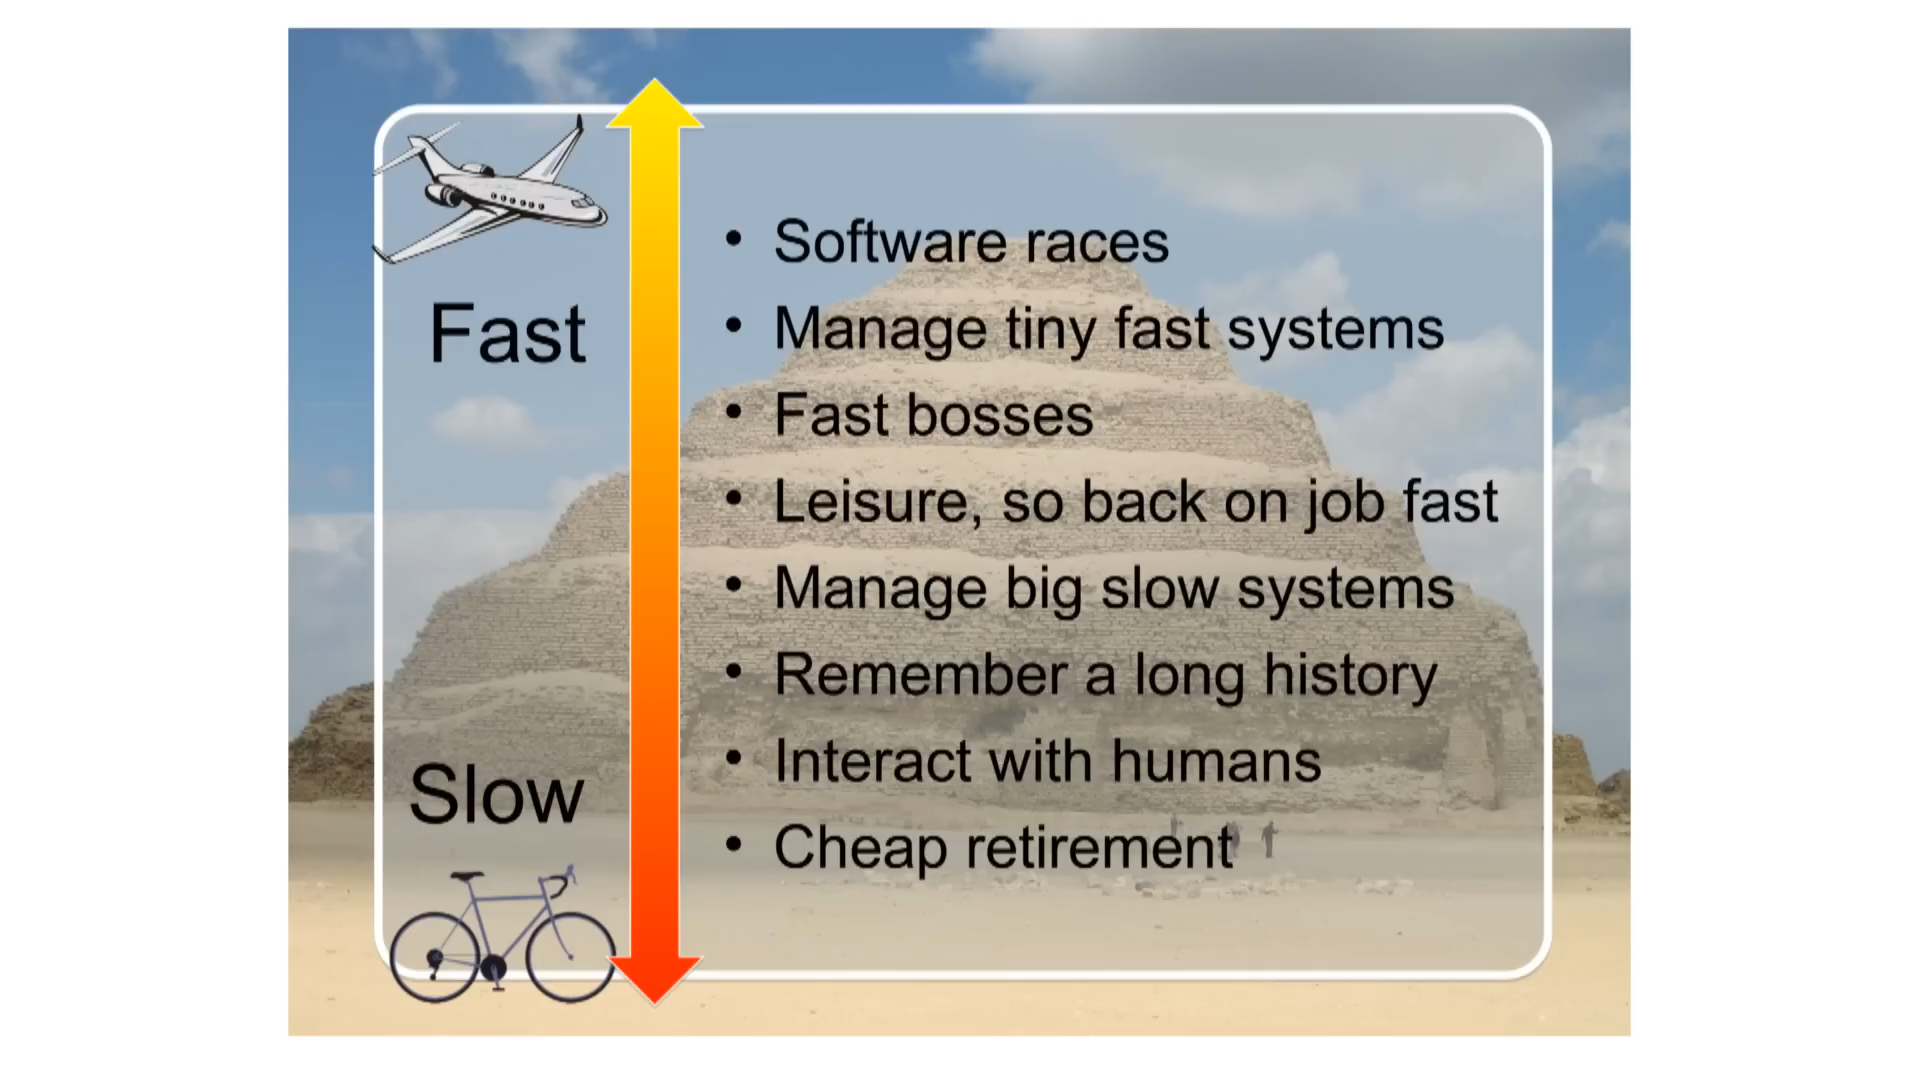 Fast
Slow
• Software races
• Manage tiny fast systems
• Fast bosses
• Leisure, so back on job fast
• Manage big slow systems
• Remember a long history
• Interact with humans
• Cheap retirement